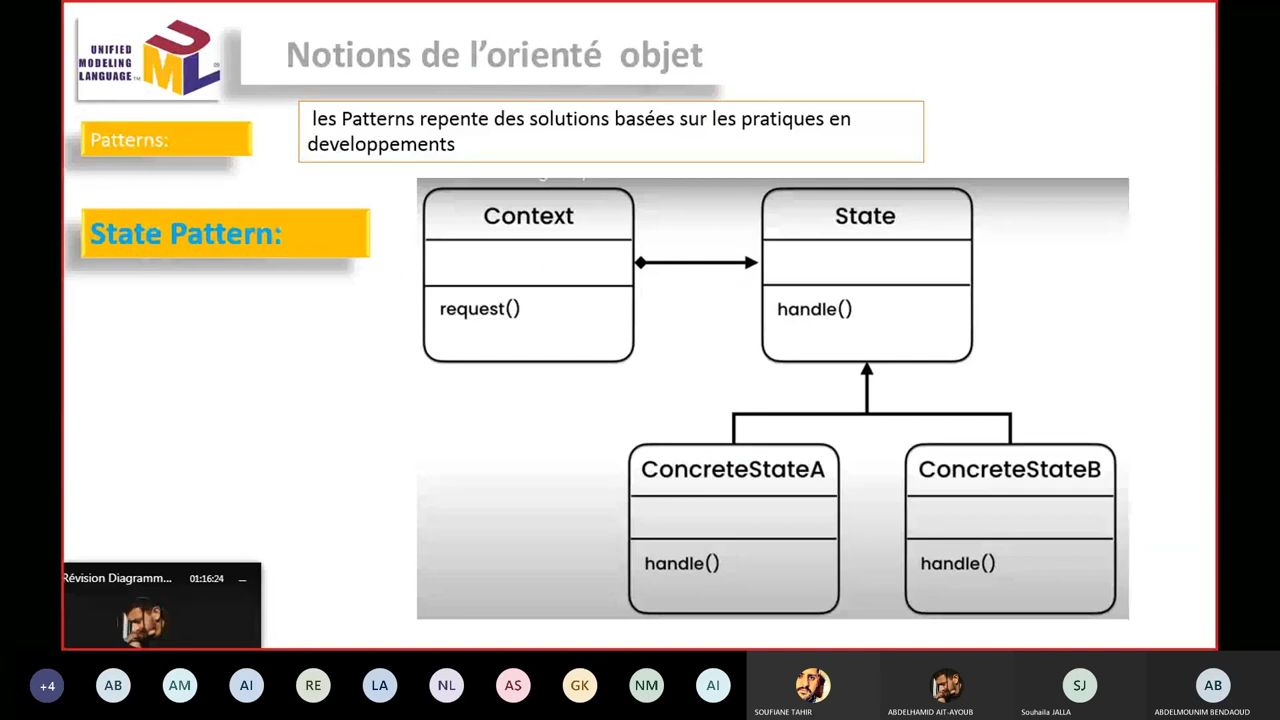 UNIFIED
MODELING
LANGUAGE
UML
Notions de l'orienté objet
Patterns:
les Patterns repente des solutions basées sur les pratiques en
developpements
State Pattern:
Context
State
request()
handle()
ConcreteStateA
ConcreteStateB
handle()
handle()
Révision Diagramm... 01:16:24
+4
AB
AM
AI
RE
LA
NL
AS
GK
NM
AI
SJ
AB
SOUFIANE TAHIR
ABDELHAMID AIT-AYOUB
Souhaila JALLA
ABDELMOUNIM BENDAOUD